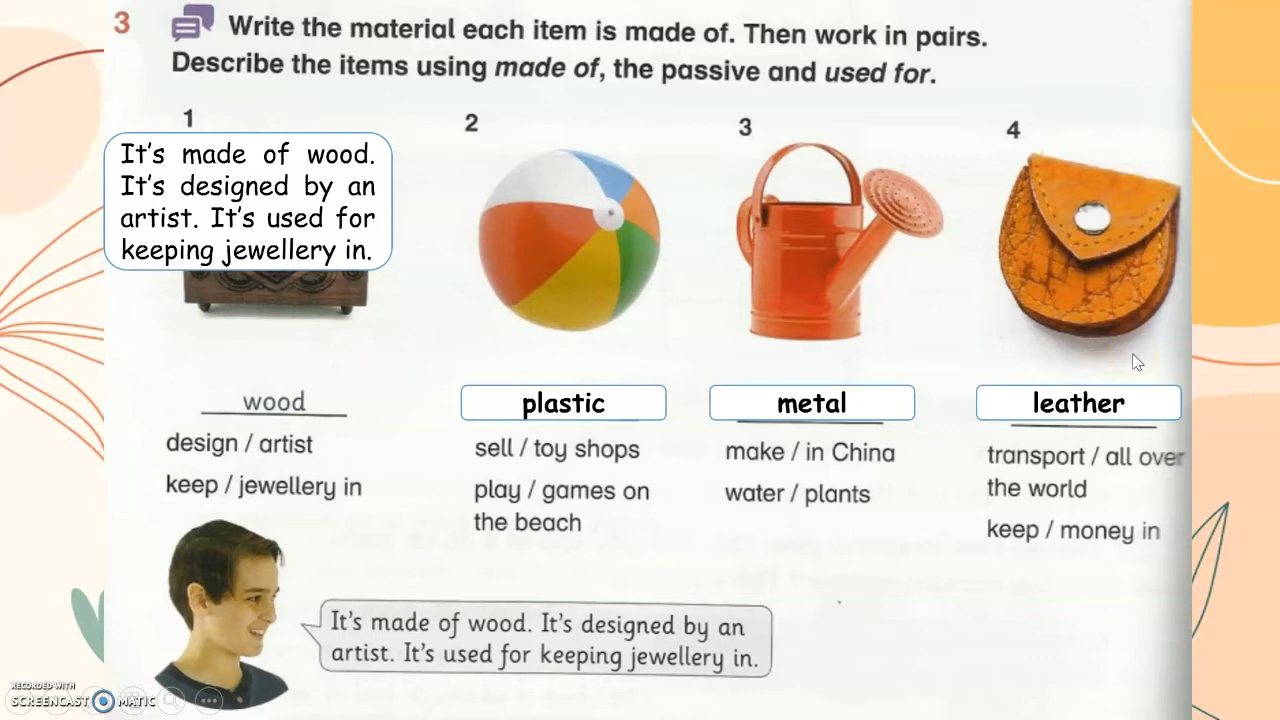 3 Write the material each item is made of. Then work in pairs.
Describe the items using made of, the passive and used for.
1
It's made of wood.
It's designed by an
artist. It's used for
keeping jewellery in.
wood
design / artist
keep / jewellery in
2
plastic
sell / toy shops
play / games on
the beach
3
metal
make / in China
water / plants
4
leather
transport / all over
the world
keep / money in
It's made of wood. It's designed by an
artist. It's used for keeping jewellery in.
RECORDED WITH
SCREENCAST MATIC